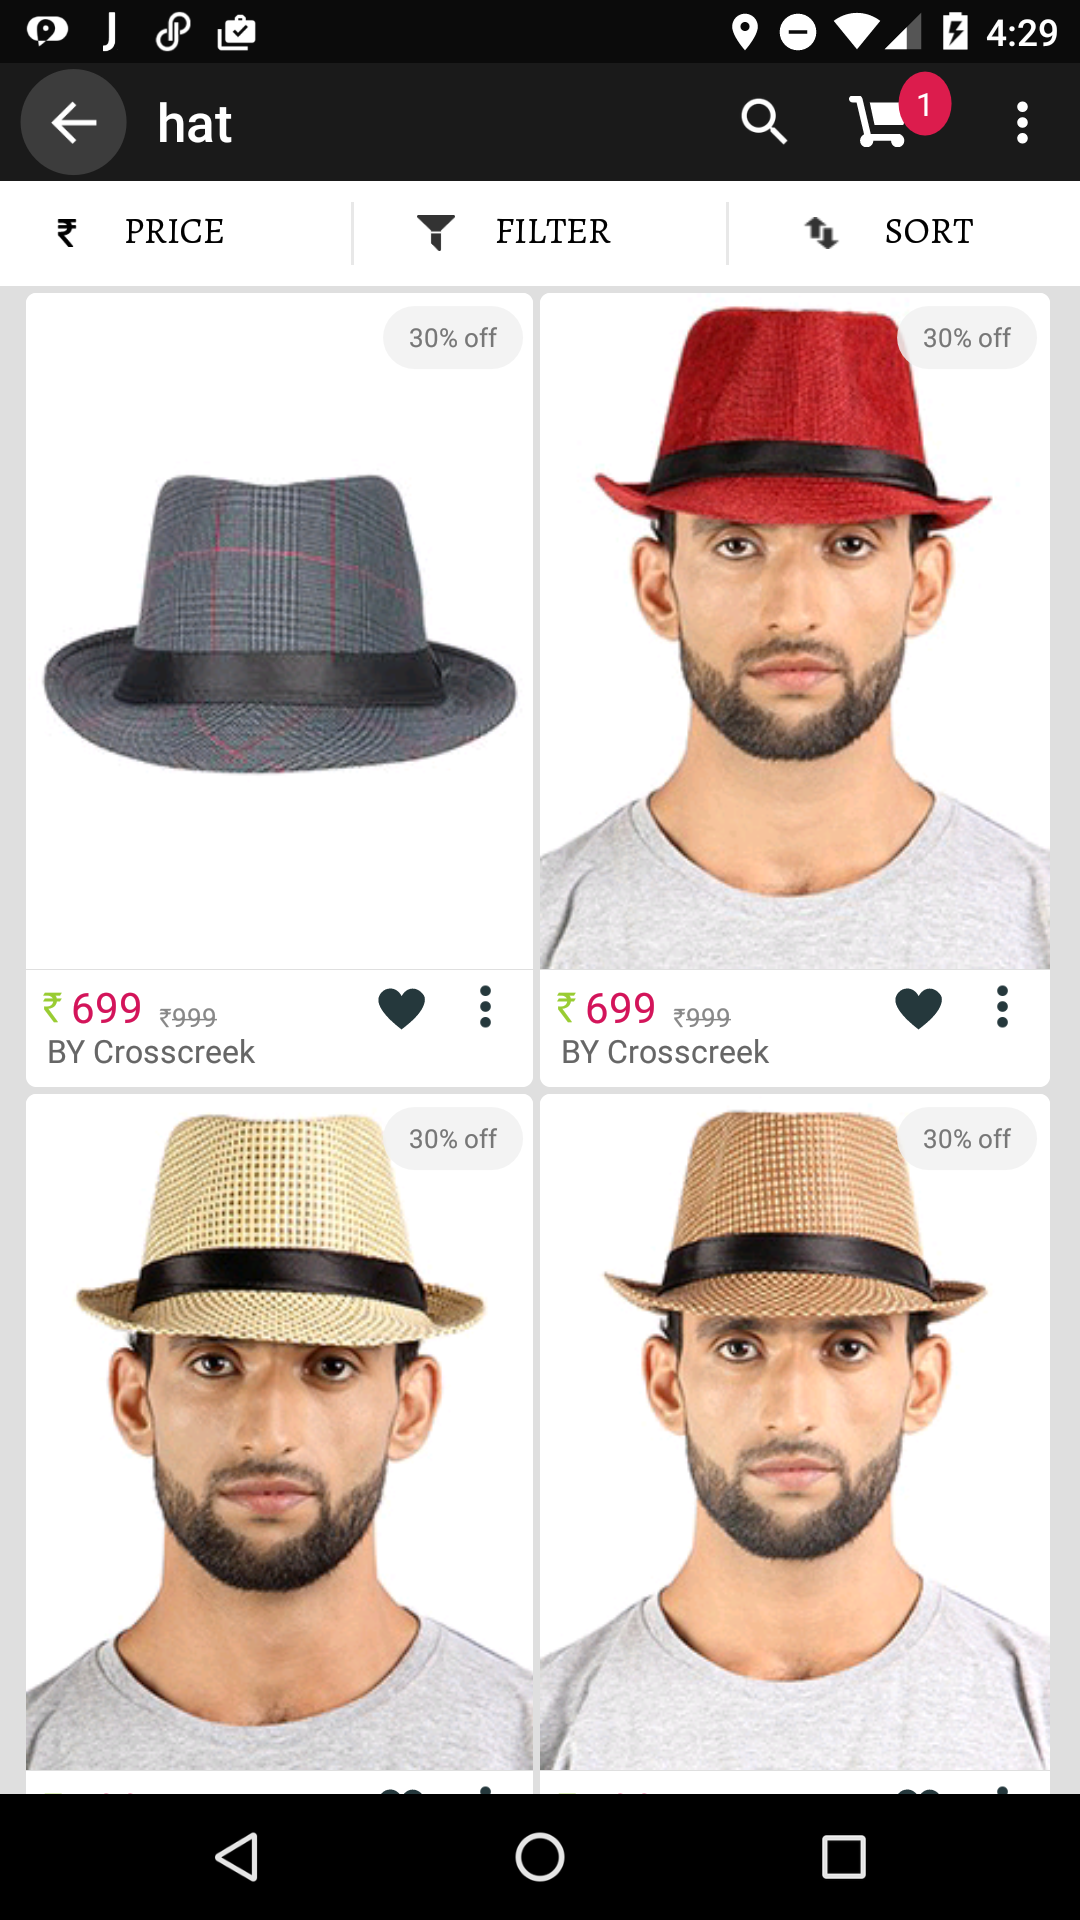 4:29
hat
1
₹ PRICE
FILTER
SORT
30% off
30% off
₹ 699 ₹999
BY Crosscreek
₹ 699 ₹999
BY Crosscreek
30% off
30% off